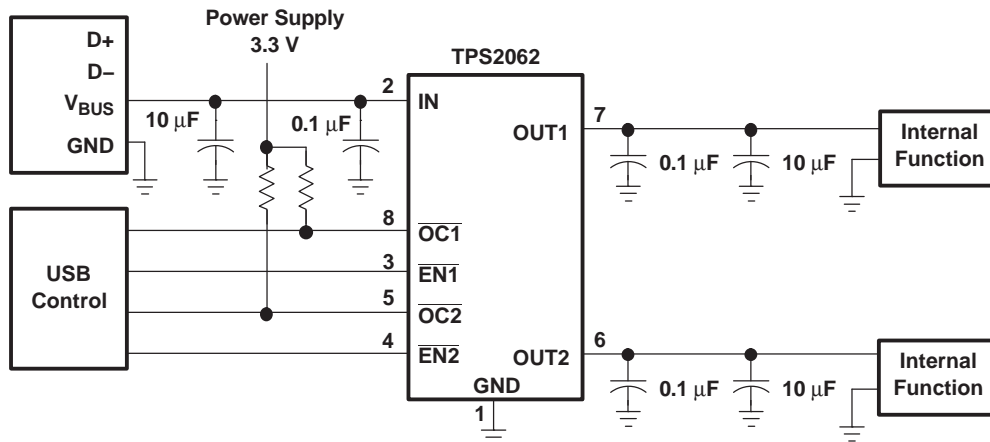 Power Supply
3.3 V
TPS2062
D+
D−
V_BUS
GND
10 μF
0.1 μF
2
IN
7
OUT1
0.1 μF
10 μF
Internal
Function
USB
Control
8
OC1
3
EN1
5
OC2
4
EN2
6
OUT2
0.1 μF
10 μF
Internal
Function
GND
1